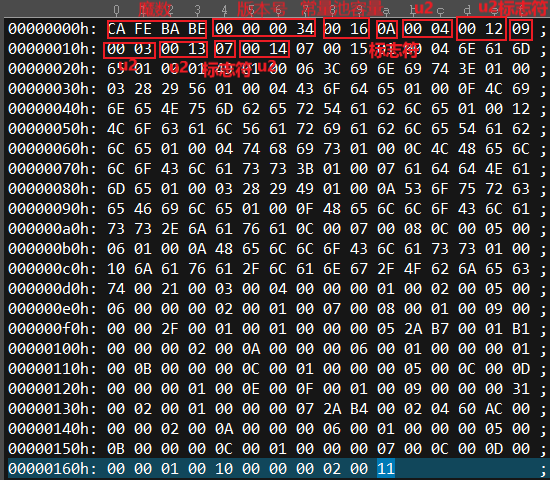 魔数 版本号 常量池容量 u2 u2标志符
0 1 2 3 4 5 6 7 8 9 a b c d e f ;
00000000h: CA FE BA BE 00 00 00 34 00 16 0A 00 04 00 12 09 ;
00000010h: 00 03 00 13 07 00 14 07 00 15 01 00 04 6E 61 6D ;
u2 u2 标志符 u2 标志符
00000020h: 65 01 00 01 49 01 00 06 3C 69 6E 69 74 3E 01 00 ;
00000030h: 03 28 29 56 01 00 04 43 6F 64 65 01 00 0F 4C 69 ;
00000040h: 6E 65 4E 75 6D 62 65 72 54 61 62 6C 65 01 00 12 ;
00000050h: 4C 6F 63 61 6C 56 61 72 69 61 62 6C 65 54 61 62 ;
00000060h: 6C 65 01 00 04 74 68 69 73 01 00 0C 4C 48 65 6C ;
00000070h: 6C 6F 43 6C 61 73 73 3B 01 00 07 61 64 64 4E 61 ;
00000080h: 6D 65 01 00 03 28 29 49 01 00 0A 53 6F 75 72 63 ;
00000090h: 65 46 69 6C 65 01 00 0F 48 65 6C 6C 6F 43 6C 61 ;
000000a0h: 73 73 2E 6A 61 76 61 0C 00 07 00 08 0C 00 05 00 ;
000000b0h: 06 01 00 0A 48 65 6C 6C 6F 43 6C 61 73 73 01 00 ;
000000c0h: 10 6A 61 76 61 2F 6C 61 6E 67 2F 4F 62 6A 65 63 ;
000000d0h: 74 00 21 00 03 00 04 00 00 00 01 00 02 00 05 00 ;
000000e0h: 06 00 00 00 02 00 01 00 07 00 08 00 01 00 09 00 ;
000000f0h: 00 00 2F 00 01 00 01 00 00 00 05 2A B7 00 01 B1 ;
00000100h: 00 00 00 02 00 0A 00 00 00 06 00 01 00 00 00 01 ;
00000110h: 00 0B 00 00 00 0C 00 01 00 00 00 05 00 0C 00 0D ;
00000120h: 00 00 00 01 00 0E 00 0F 00 01 00 09 00 00 00 31 ;
00000130h: 00 02 00 01 00 00 00 07 2A B4 00 02 04 60 AC 00 ;
00000140h: 00 00 02 00 0A 00 00 00 06 00 01 00 00 00 05 00 ;
00000150h: 0B 00 00 00 0C 00 01 00 00 00 07 00 0C 00 0D 00 ;
00000160h: 00 00 01 00 10 00 00 00 02 00 11 ;